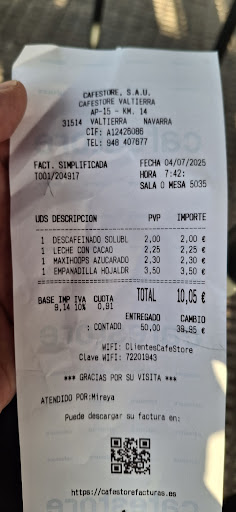 CAFESTORE, S.A.U.
CAFESTORE VALTIERRA
AP-15 - KM. 14
31514 VALTIERRA NAVARRA
CIF: A12426086
TEL: 948 407677
FACT. SIMPLIFICADA FECHA 04/07/2025
T001/204917 HORA 7:42:
SALA 0 MESA 5035
UDS DESCRIPCION PVP IMPORTE
1 DESCAFEINADO SOLUBL 2,00 2,00 €
1 LECHE CON CACAO 2,25 2,25 €
1 MAXIHOOPS AZUCARADO 2,30 2,30 €
1 EMPANADILLA HOJALDR 3,50 3,50 €
BASE IMP IVA CUOTA TOTAL 10,05 €
9,14 10% 0,91
ENTREGADO CAMBIO
: CONTADO 50,00 39,95 €
WIFI: ClientesCafeStore
Clave WIFI: 72201943
*** GRACIAS POR SU VISITA ***
ATENDIDO POR:Mireya
Puede descargar su factura en:
https://cafestorefacturas.es
cafestore